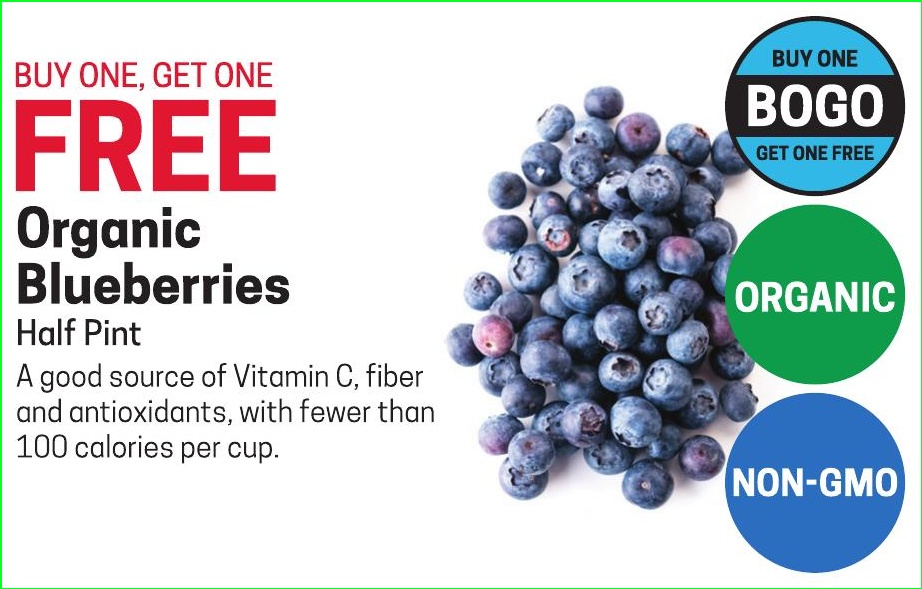 BUY ONE, GET ONE
FREE
Organic
Blueberries
Half Pint
A good source of Vitamin C, fiber
and antioxidants, with fewer than
100 calories per cup.
BUY ONE
BOGO
GET ONE FREE
ORGANIC
NON-GMO